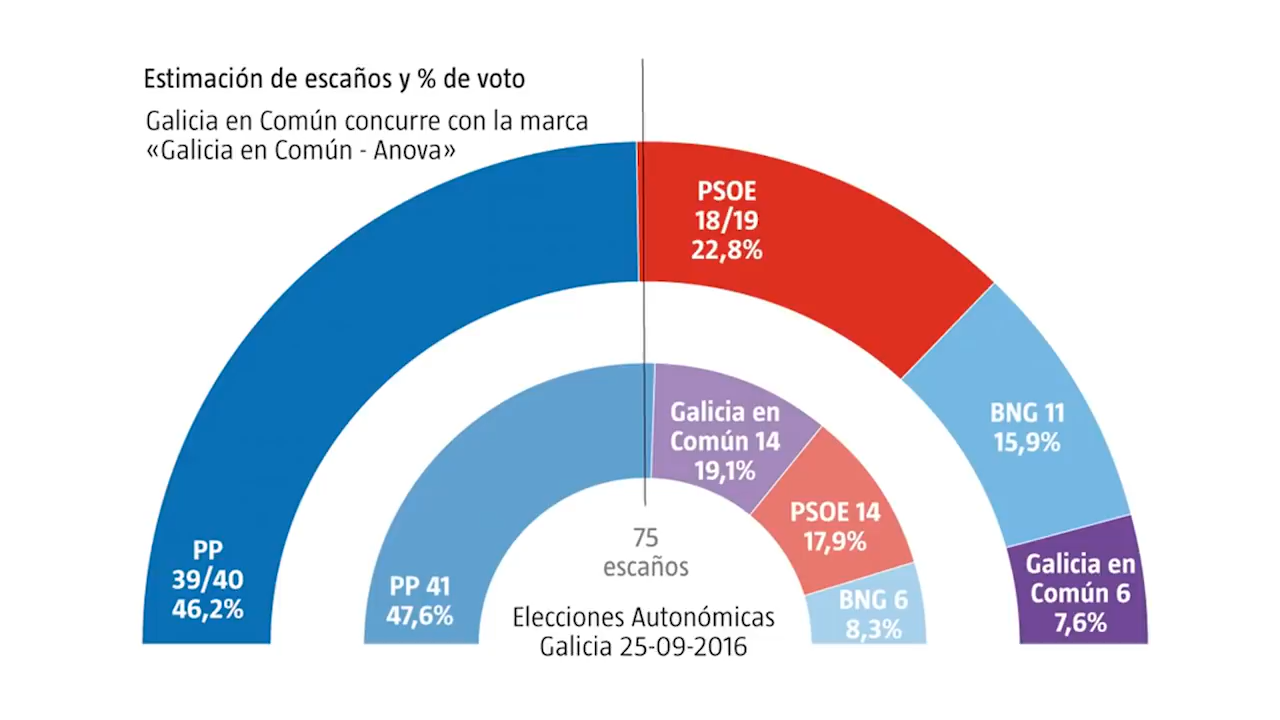 Estimación de escaños y % de voto
Galicia en Común concurre con la marca
«Galicia en Común - Anova»
PSOE
18/19
22,8%
BNG 11
15,9%
Galicia en
Común 6
7,6%
PP
39/40
46,2%
Galicia en
Común 14
19,1%
PSOE 14
17,9%
BNG 6
8,3%
PP 41
47,6%
75
escaños
Elecciones Autonómicas
Galicia 25-09-2016